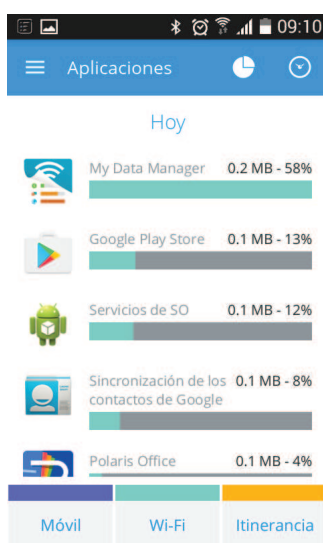 09:10
Aplicaciones
Hoy
My Data Manager 0.2 MB - 58%
Google Play Store 0.1 MB - 13%
Servicios de SO 0.1 MB - 12%
Sincronización de los 0.1 MB - 8%
contactos de Google
Polaris Office 0.1 MB - 4%
Móvil Wi-Fi Itinerancia